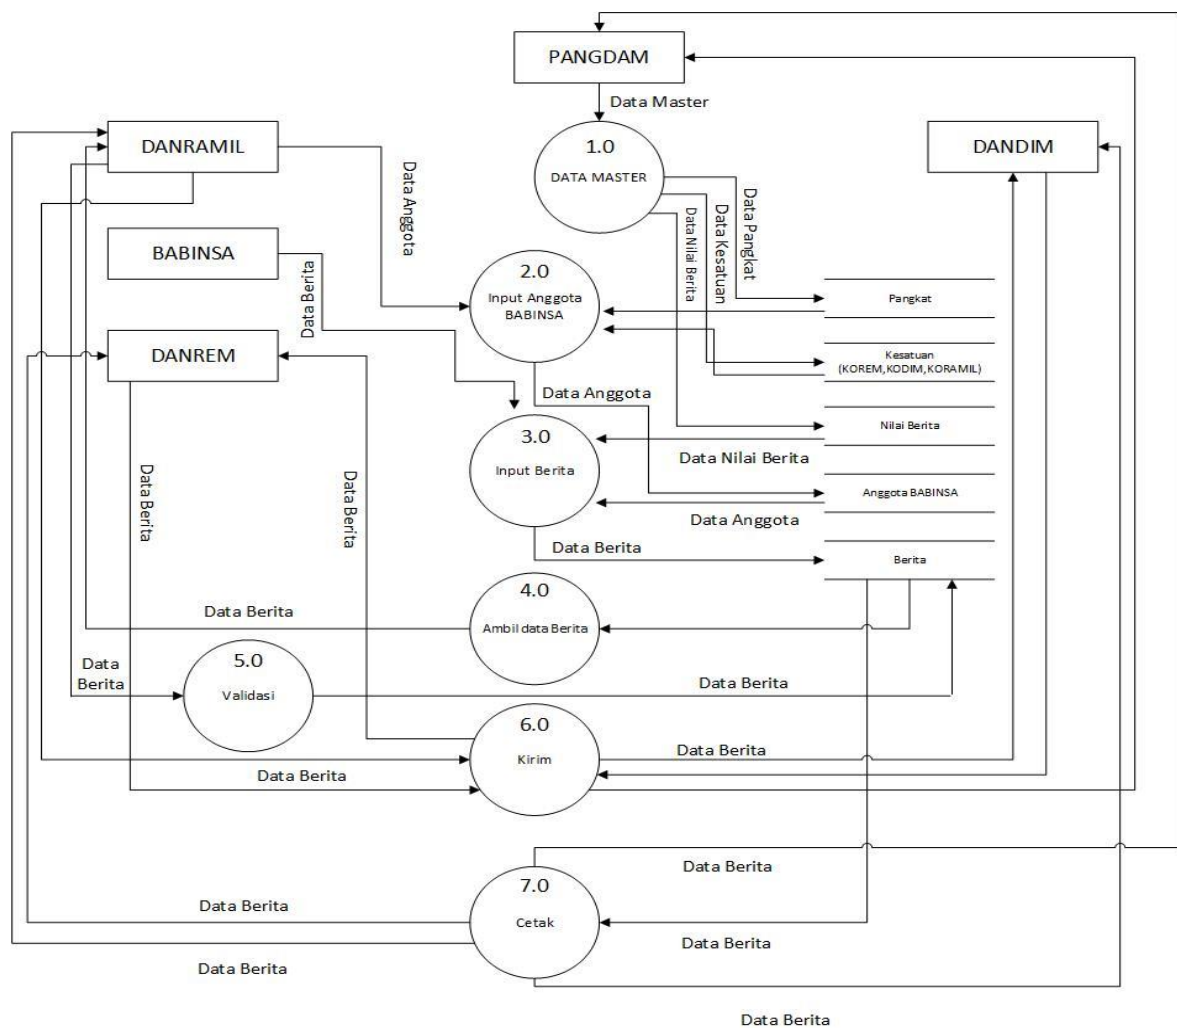 PANGDAM
Data Master
DANRAMIL
1.0
DATA MASTER
DANDIM
Data Anggota
Data Nilai Berita
Data Kesatuan
Data Pangkat
BABINSA
Data Berita
2.0
Input Anggota
BABINSA
Pangkat
DANREM
Kesatuan
(KOREM,KODIM,KORAMIL)
Data Anggota
3.0
Input Berita
Nilai Berita
Data Nilai Berita
Data Berita
Data Berita
Anggota BABINSA
Data Anggota
Data Berita
Berita
4.0
Ambil data Berita
Data Berita
5.0
Validasi
Data
Berita
Data Berita
6.0
Kirim
Data Berita
Data Berita
7.0
Cetak
Data Berita
Data Berita
Data Berita
Data Berita
Data Berita